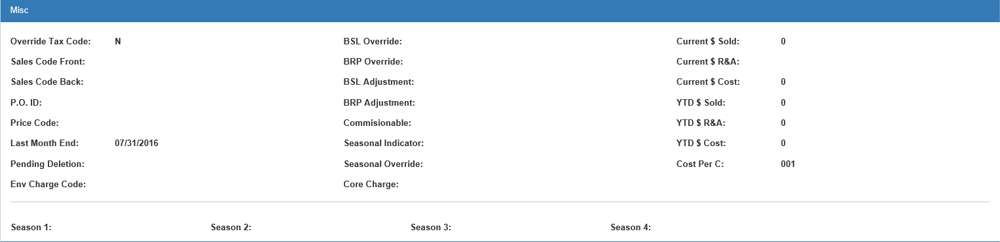 Misc
Override Tax Code: N BSL Override: Current $ Sold: 0
Sales Code Front: BRP Override: Current $ R&A:
Sales Code Back: BSL Adjustment: Current $ Cost: 0
P.O. ID: BRP Adjustment: YTD $ Sold: 0
Price Code: Commisionable: YTD $ R&A: 0
Last Month End: 07/31/2016 Seasonal Indicator: YTD $ Cost: 0
Pending Deletion: Seasonal Override: Cost Per C: 001
Env Charge Code: Core Charge:
Season 1: Season 2: Season 3: Season 4: